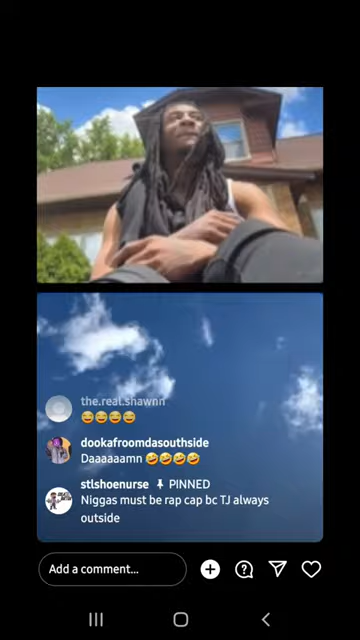 the.real.shawnn
😅😅😅😅
dookafroomdasouthside
Daaaaaamn 🤣🤣🤣🤣
stlshoenurse PINNED
Niggas must be rap cap bc TJ always
outside
Add a comment...